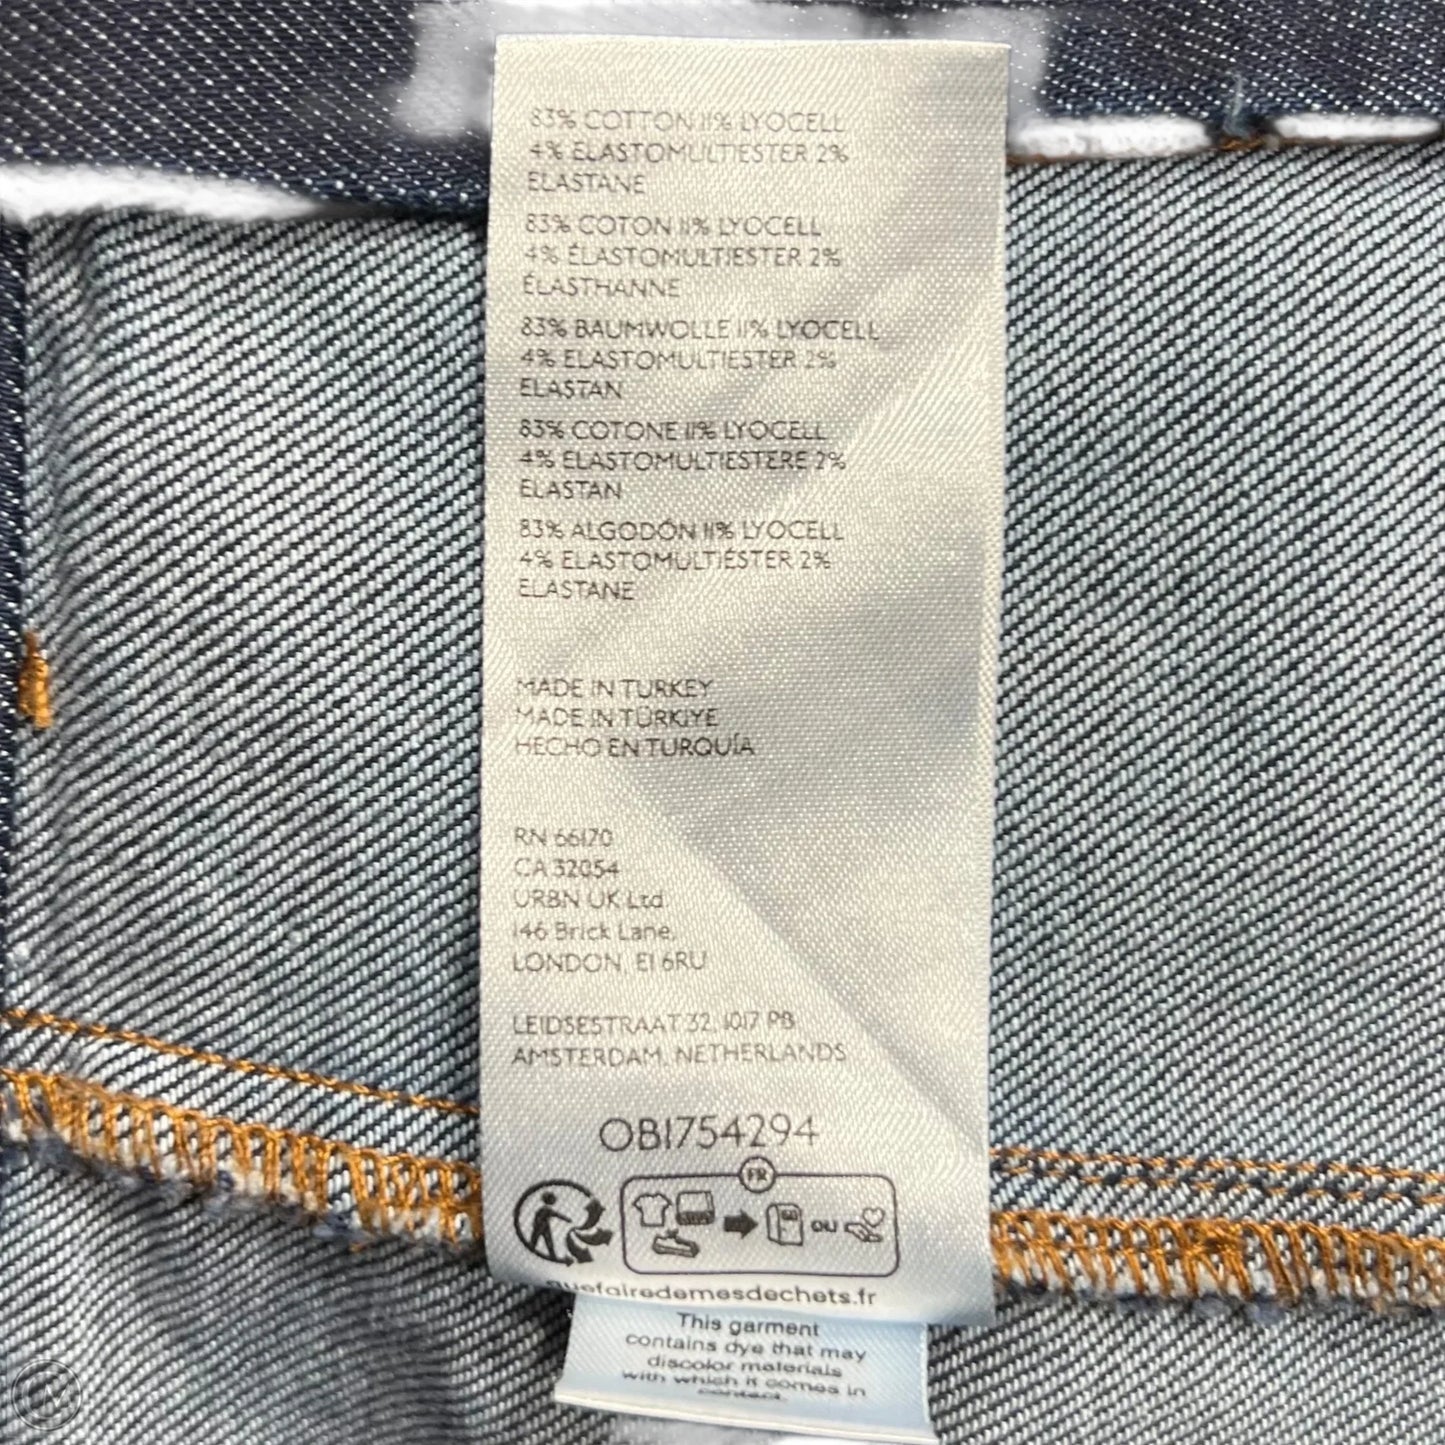 83% COTTON 11% LYOCELL
4% ELASTOMULTIESTER 2%
ELASTANE
83% COTON 11% LYOCELL
4% ÉLASTOMULTIESTER 2%
ÉLASTHANNE
83% BAUMWOLLE 11% LYOCELL
4% ELASTOMULTIESTER 2%
ELASTAN
83% COTONE 11% LYOCELL
4% ELASTOMULTIESTERE 2%
ELASTAN
83% ALGODÓN 11% LYOCELL
4% ELASTOMULTIÉSTER 2%
ELASTANE
MADE IN TURKEY
MADE IN TÜRKIYE
HECHO EN TURQUÍA
RN 66170
CA 32054
URBN UK Ltd
146 Brick Lane,
LONDON E1 6RU
LEIDSESTRAAT 32, 1017 PB
AMSTERDAM, NETHERLANDS
OB1754294
FR
OU
quefairedemesdechets.fr
This garment
contains dye that may
discolor materials
with which it comes in
contact.